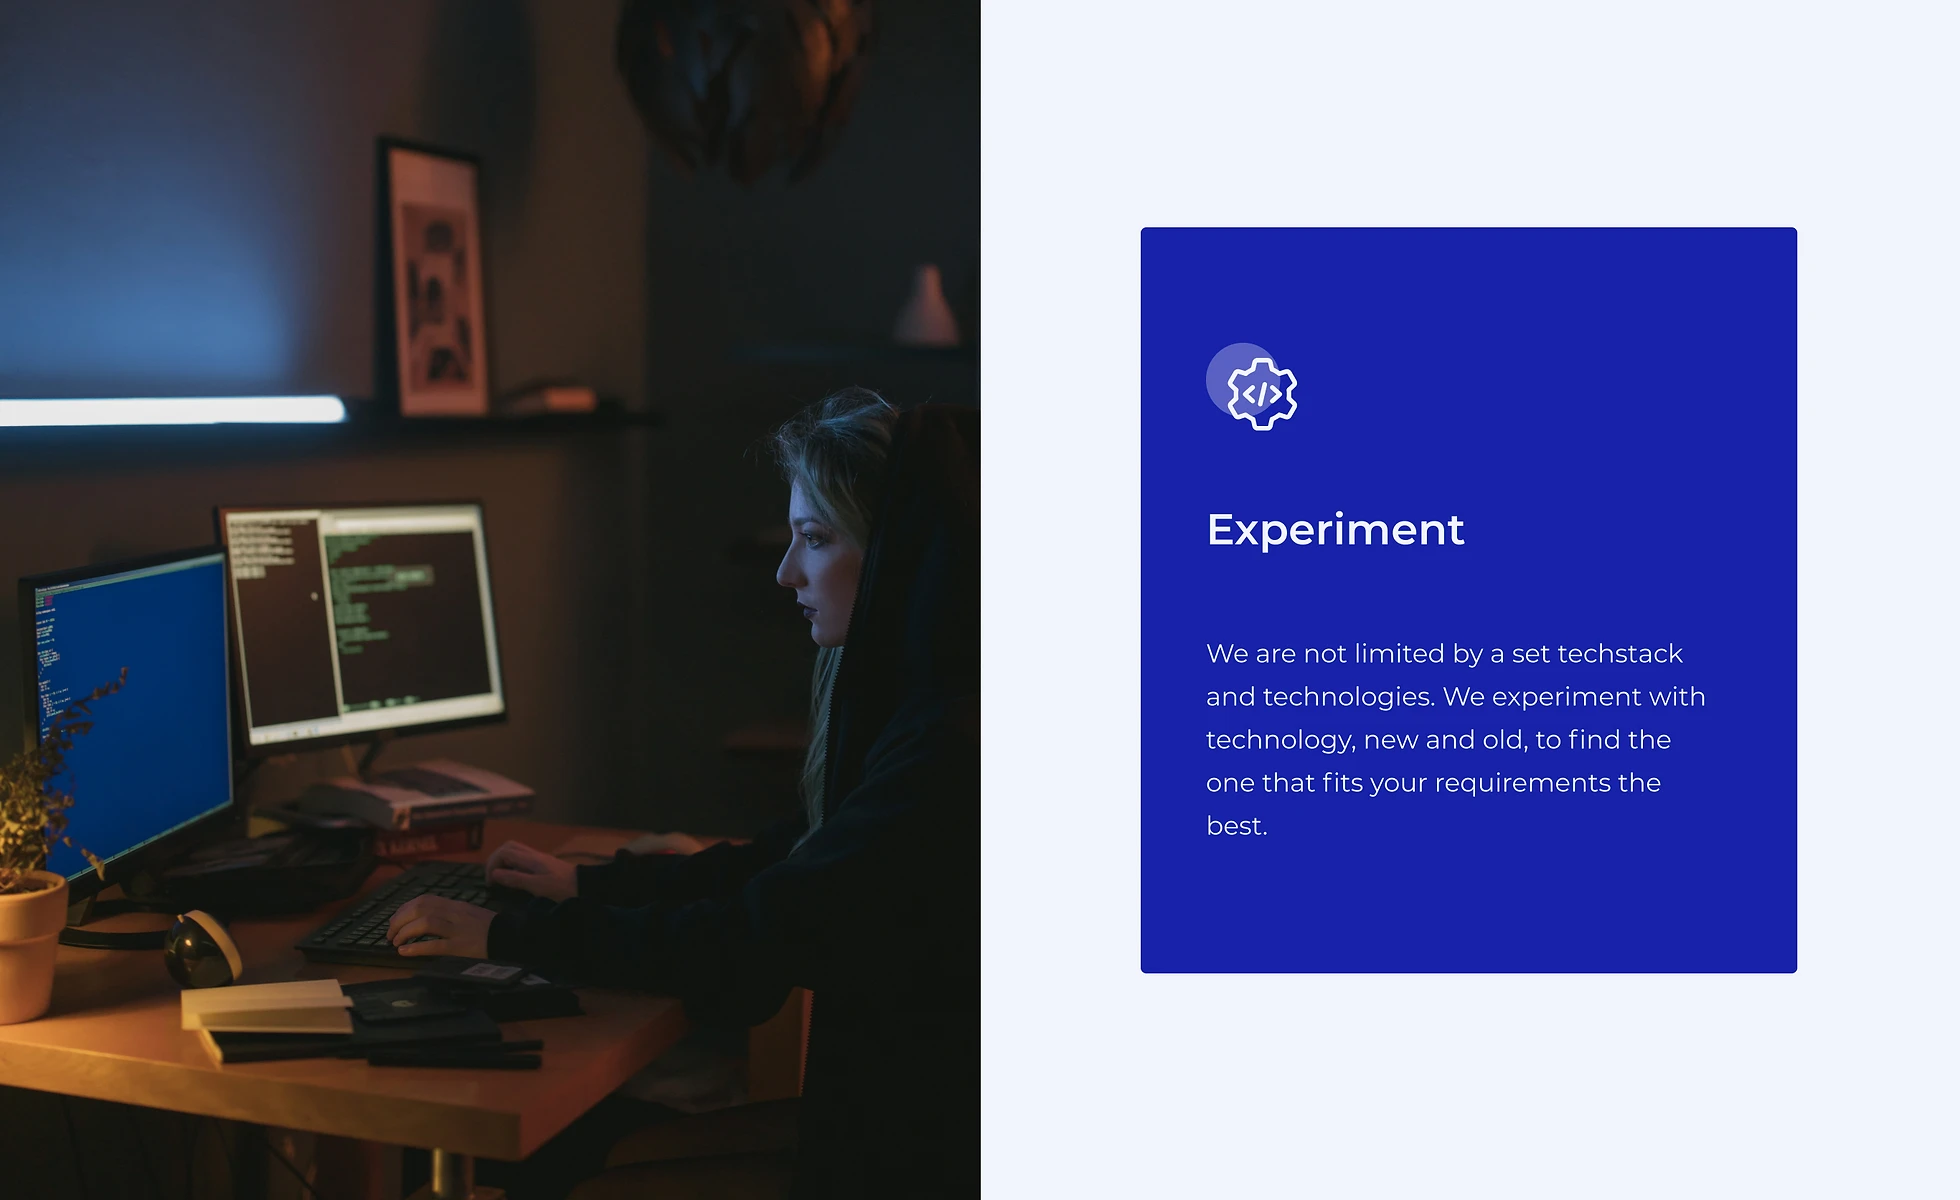 </>
Experiment
We are not limited by a set techstack
and technologies. We experiment with
technology, new and old, to find the
one that fits your requirements the
best.